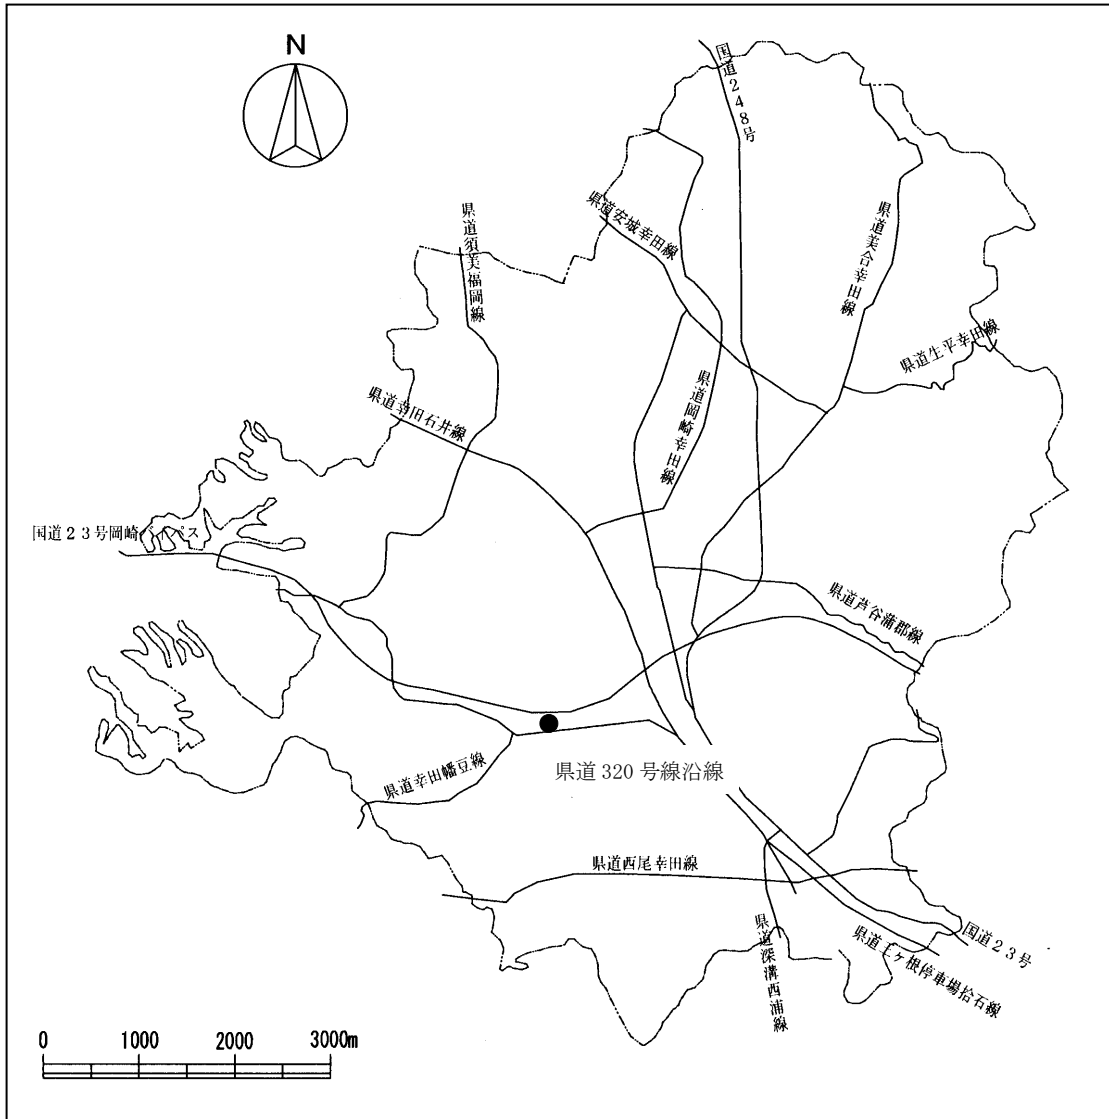 N
国道248号
県道安城幸田線
県道須美福岡線
県道美合幸田線
県道生平幸田線
県道岡崎幸田線
県道幸田石井線
国道23号岡崎バイパス
県道芦谷蒲郡線
県道320号線沿線
県道幸田幡豆線
県道西尾幸田線
県道深溝西浦線
県道三ヶ根停車場拾石線
国道23号
0 1000 2000 3000m